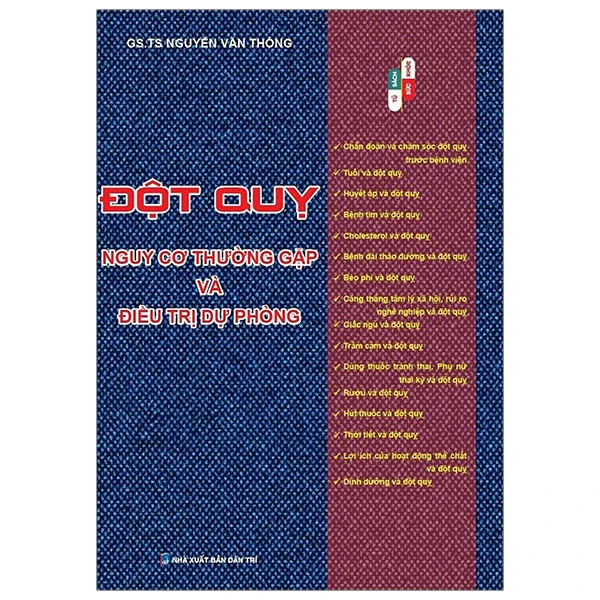 GS.TS NGUYỄN VĂN THÔNG
TỦ SÁCH
SỨC KHỎE
ĐỘT QUỴ
NGUY CƠ THƯỜNG GẶP
VÀ
ĐIỀU TRỊ DỰ PHÒNG
Chẩn đoán và chăm sóc đột quỵ
trước bệnh viện
Tuổi và đột quỵ
Huyết áp và đột quỵ
Bệnh tim và đột quỵ
Cholesterol và đột quỵ
Bệnh đái tháo đường và đột quỵ
Béo phì và đột quỵ
Căng thẳng tâm lý xã hội, rủi ro
nghề nghiệp và đột quỵ
Giấc ngủ và đột quỵ
Trầm cảm và đột quỵ
Dùng thuốc tránh thai, Phụ nữ
thai kỳ và đột quỵ
Rượu và đột quỵ
Hút thuốc và đột quỵ
Thời tiết và đột quỵ
Lợi ích của hoạt động thể chất
và đột quỵ
Dinh dưỡng và đột quỵ
NHÀ XUẤT BẢN DÂN TRÍ